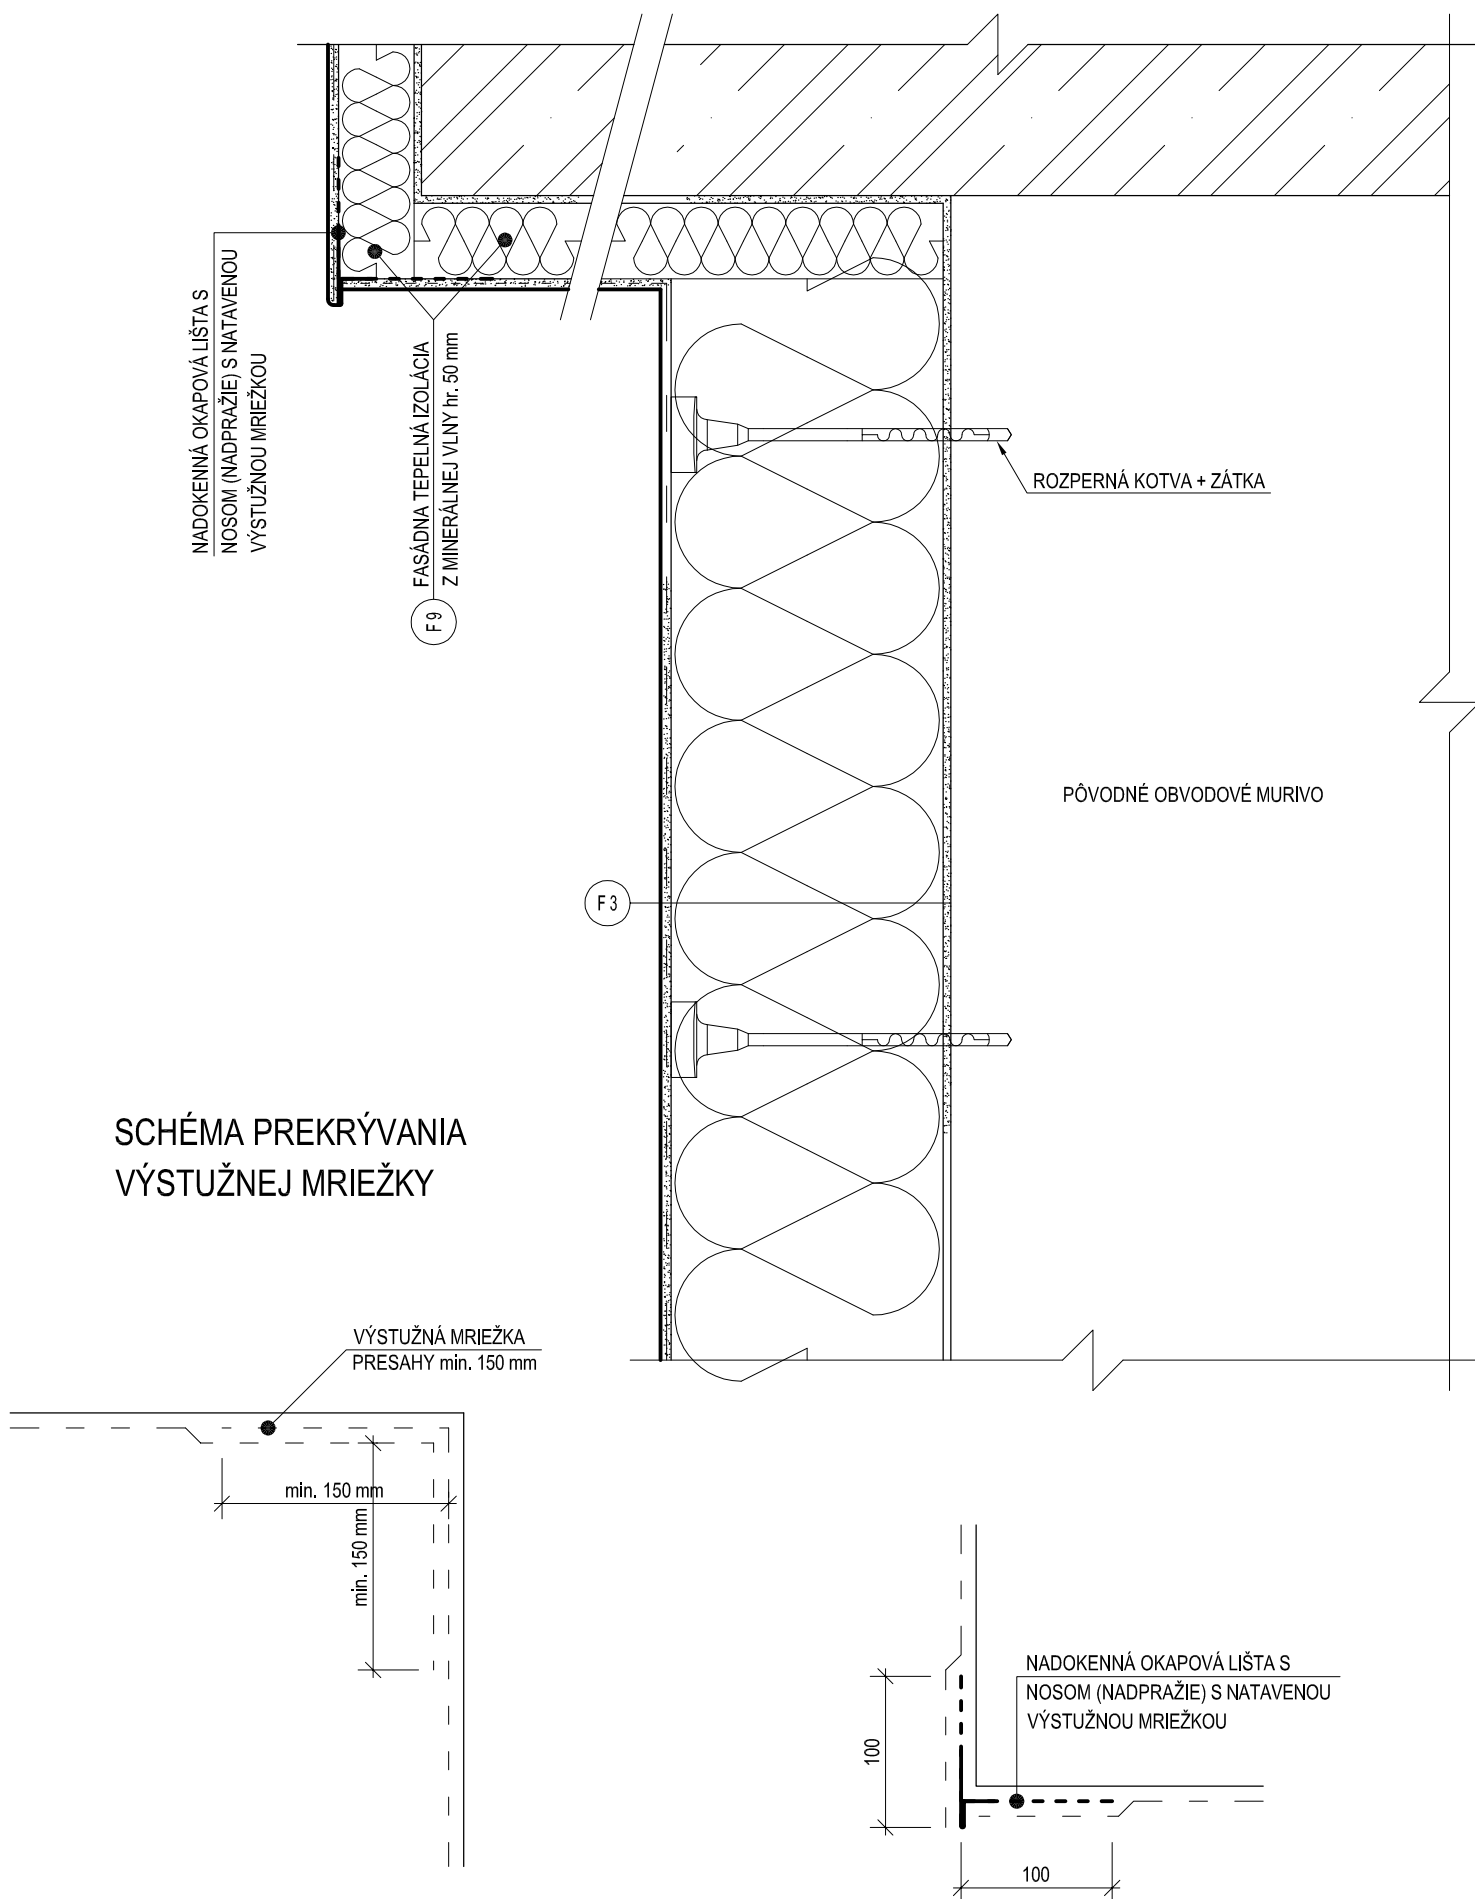 NADOKENNÁ OKAPOVÁ LIŠTA S
NOSOM (NADPRAŽIE) S NATAVENOU
VÝSTUŽNOU MRIEŽKOU
FASÁDNA TEPELNÁ IZOLÁCIA
Z MINERÁLNEJ VLNY hr. 50 mm
F 9
ROZPERNÁ KOTVA + ZÁTKA
PÔVODNÉ OBVODOVÉ MURIVO
F 3
SCHÉMA PREKRÝVANIA
VÝSTUŽNEJ MRIEŽKY
VÝSTUŽNÁ MRIEŽKA
PRESAHY min. 150 mm
min. 150 mm
min. 150 mm
NADOKENNÁ OKAPOVÁ LIŠTA S
NOSOM (NADPRAŽIE) S NATAVENOU
VÝSTUŽNOU MRIEŽKOU
100
100